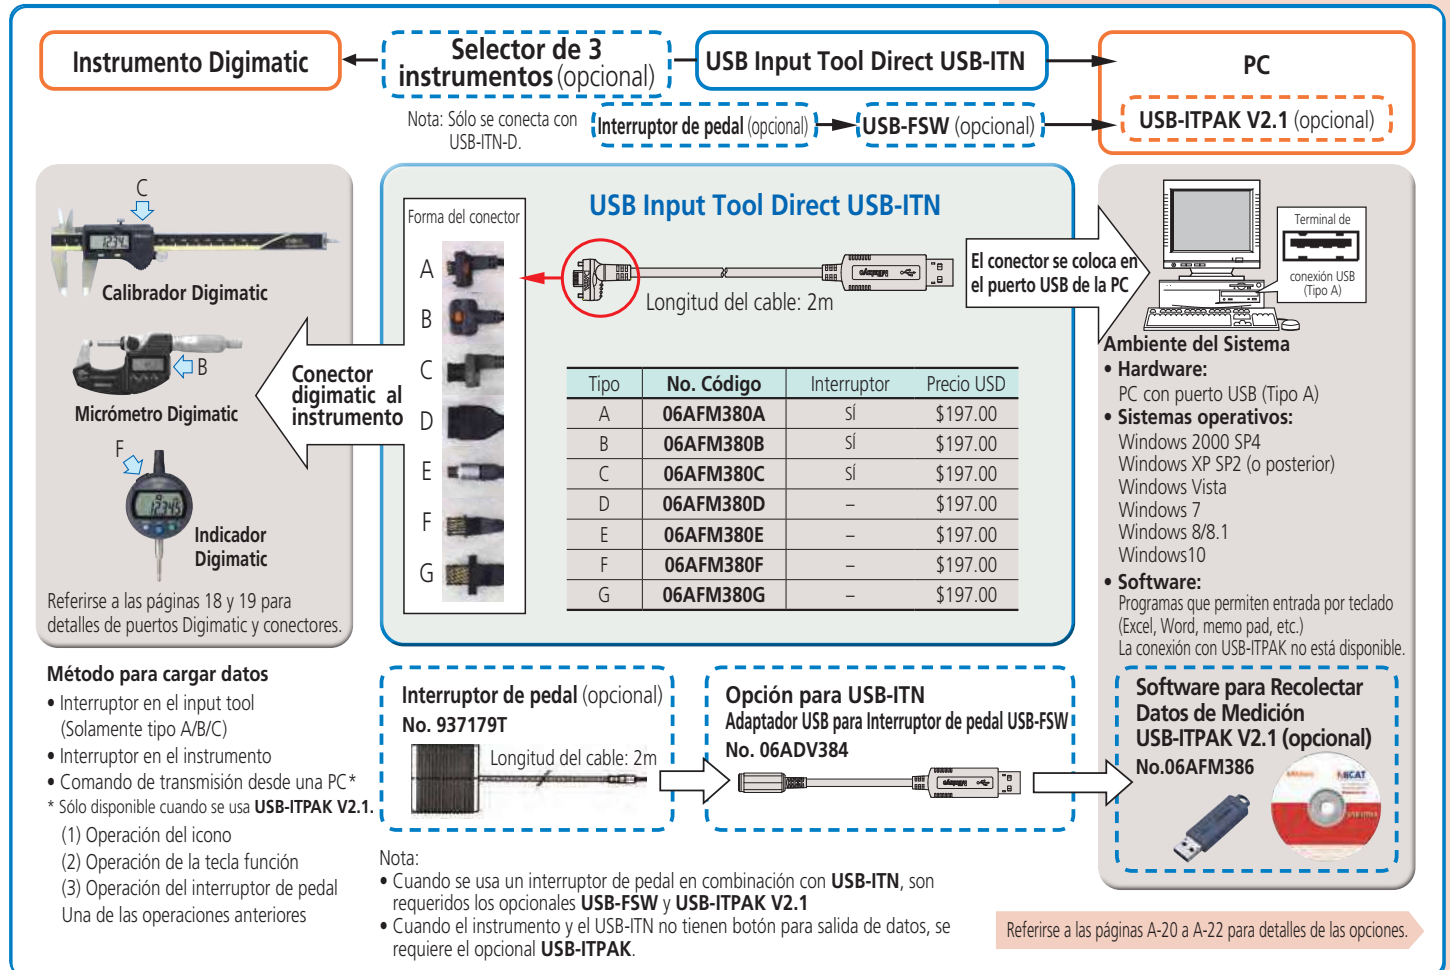 Instrumento Digimatic
Selector de 3
instrumentos (opcional)
USB Input Tool Direct USB-ITN
PC
Nota: Sólo se conecta con
USB-ITN-D.
Interruptor de pedal (opcional)
USB-FSW (opcional)
USB-ITPAK V2.1 (opcional)
C
Calibrador Digimatic
B
Micrómetro Digimatic
F
Indicador
Digimatic
Referirse a las páginas 18 y 19 para
detalles de puertos Digimatic y conectores.
Conector
digimatic al
instrumento
Forma del conector
A
B
C
D
E
F
G
USB Input Tool Direct USB-ITN
Mitutoyo
Longitud del cable: 2m
Tipo No. Código Interruptor Precio USD
A 06AFM380A SÍ $197.00
B 06AFM380B SÍ $197.00
C 06AFM380C SÍ $197.00
D 06AFM380D – $197.00
E 06AFM380E – $197.00
F 06AFM380F – $197.00
G 06AFM380G – $197.00
El conector se coloca en
el puerto USB de la PC
Terminal de
conexión USB
(Tipo A)
Ambiente del Sistema
• Hardware:
PC con puerto USB (Tipo A)
• Sistemas operativos:
Windows 2000 SP4
Windows XP SP2 (o posterior)
Windows Vista
Windows 7
Windows 8/8.1
Windows10
• Software:
Programas que permiten entrada por teclado
(Excel, Word, memo pad, etc.)
La conexión con USB-ITPAK no está disponible.
Método para cargar datos
• Interruptor en el input tool
(Solamente tipo A/B/C)
• Interruptor en el instrumento
• Comando de transmisión desde una PC*
* Sólo disponible cuando se usa USB-ITPAK V2.1.
(1) Operación del icono
(2) Operación de la tecla función
(3) Operación del interruptor de pedal
Una de las operaciones anteriores
Interruptor de pedal (opcional)
No. 937179T
Longitud del cable: 2m
Opción para USB-ITN
Adaptador USB para Interruptor de pedal USB-FSW
No. 06ADV384
Mitutoyo
Software para Recolectar
Datos de Medición
USB-ITPAK V2.1 (opcional)
No.06AFM386
MiCAT
Nota:
• Cuando se usa un interruptor de pedal en combinación con USB-ITN, son
requeridos los opcionales USB-FSW y USB-ITPAK V2.1
• Cuando el instrumento y el USB-ITN no tienen botón para salida de datos, se
requiere el opcional USB-ITPAK.
Referirse a las páginas A-20 a A-22 para detalles de las opciones.